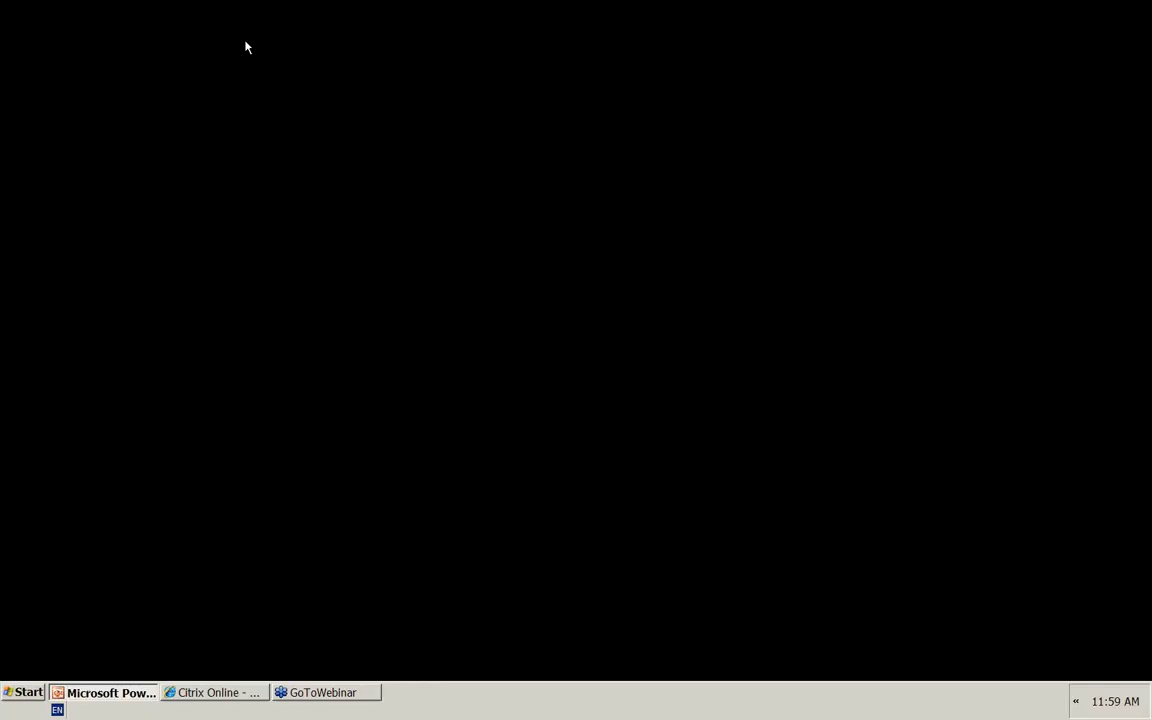 Start
Microsoft Pow...
Citrix Online - ...
GoToWebinar
«
11:59 AM
EN